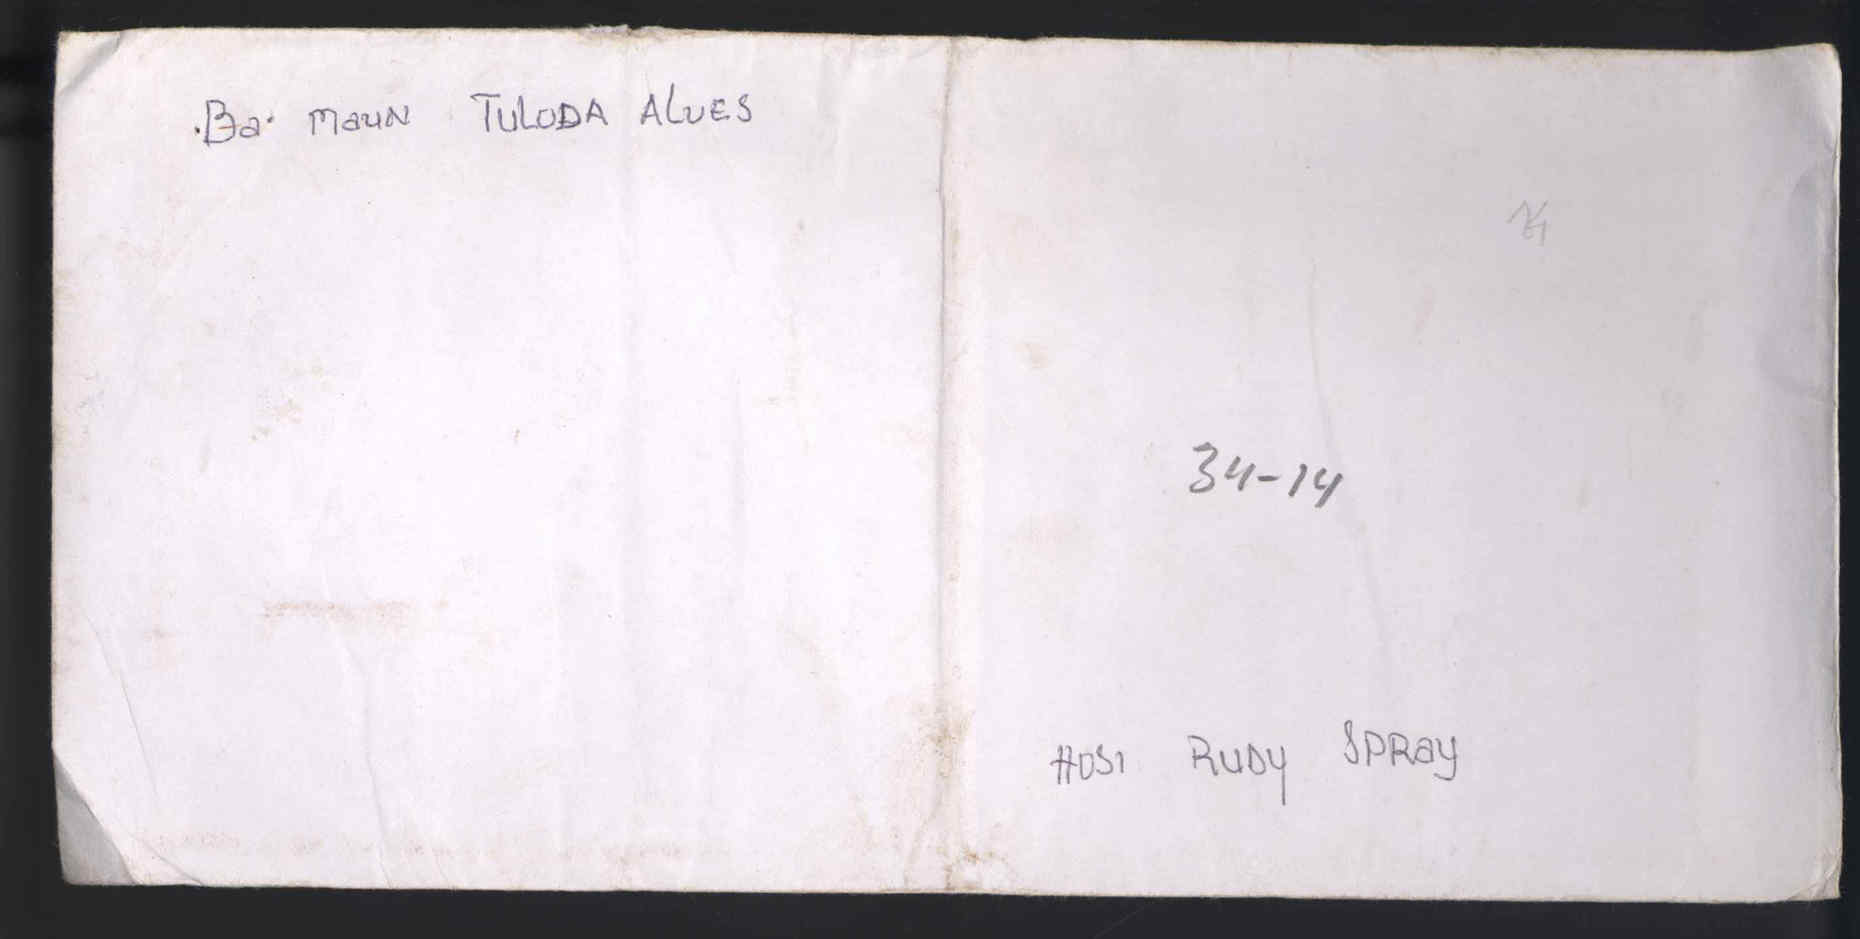 Ba maun TULODA ALVES
34-14
HOSI RUDY SPRAY